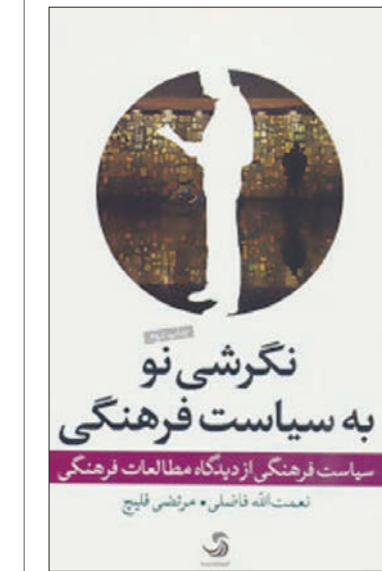 نگرشی نو
به سیاست فرهنگی
سیاست فرهنگی از دیدگاه مطالعات فرهنگی
نعمت‌الله فاضلی • مرتضی قلیچ